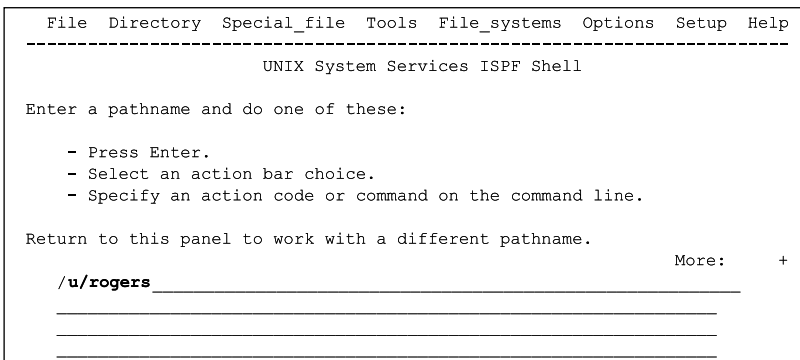 File Directory Special_file Tools File_systems Options Setup Help
UNIX System Services ISPF Shell
Enter a pathname and do one of these:
- Press Enter.
- Select an action bar choice.
- Specify an action code or command on the command line.
Return to this panel to work with a different pathname.
More: +
/u/rogers